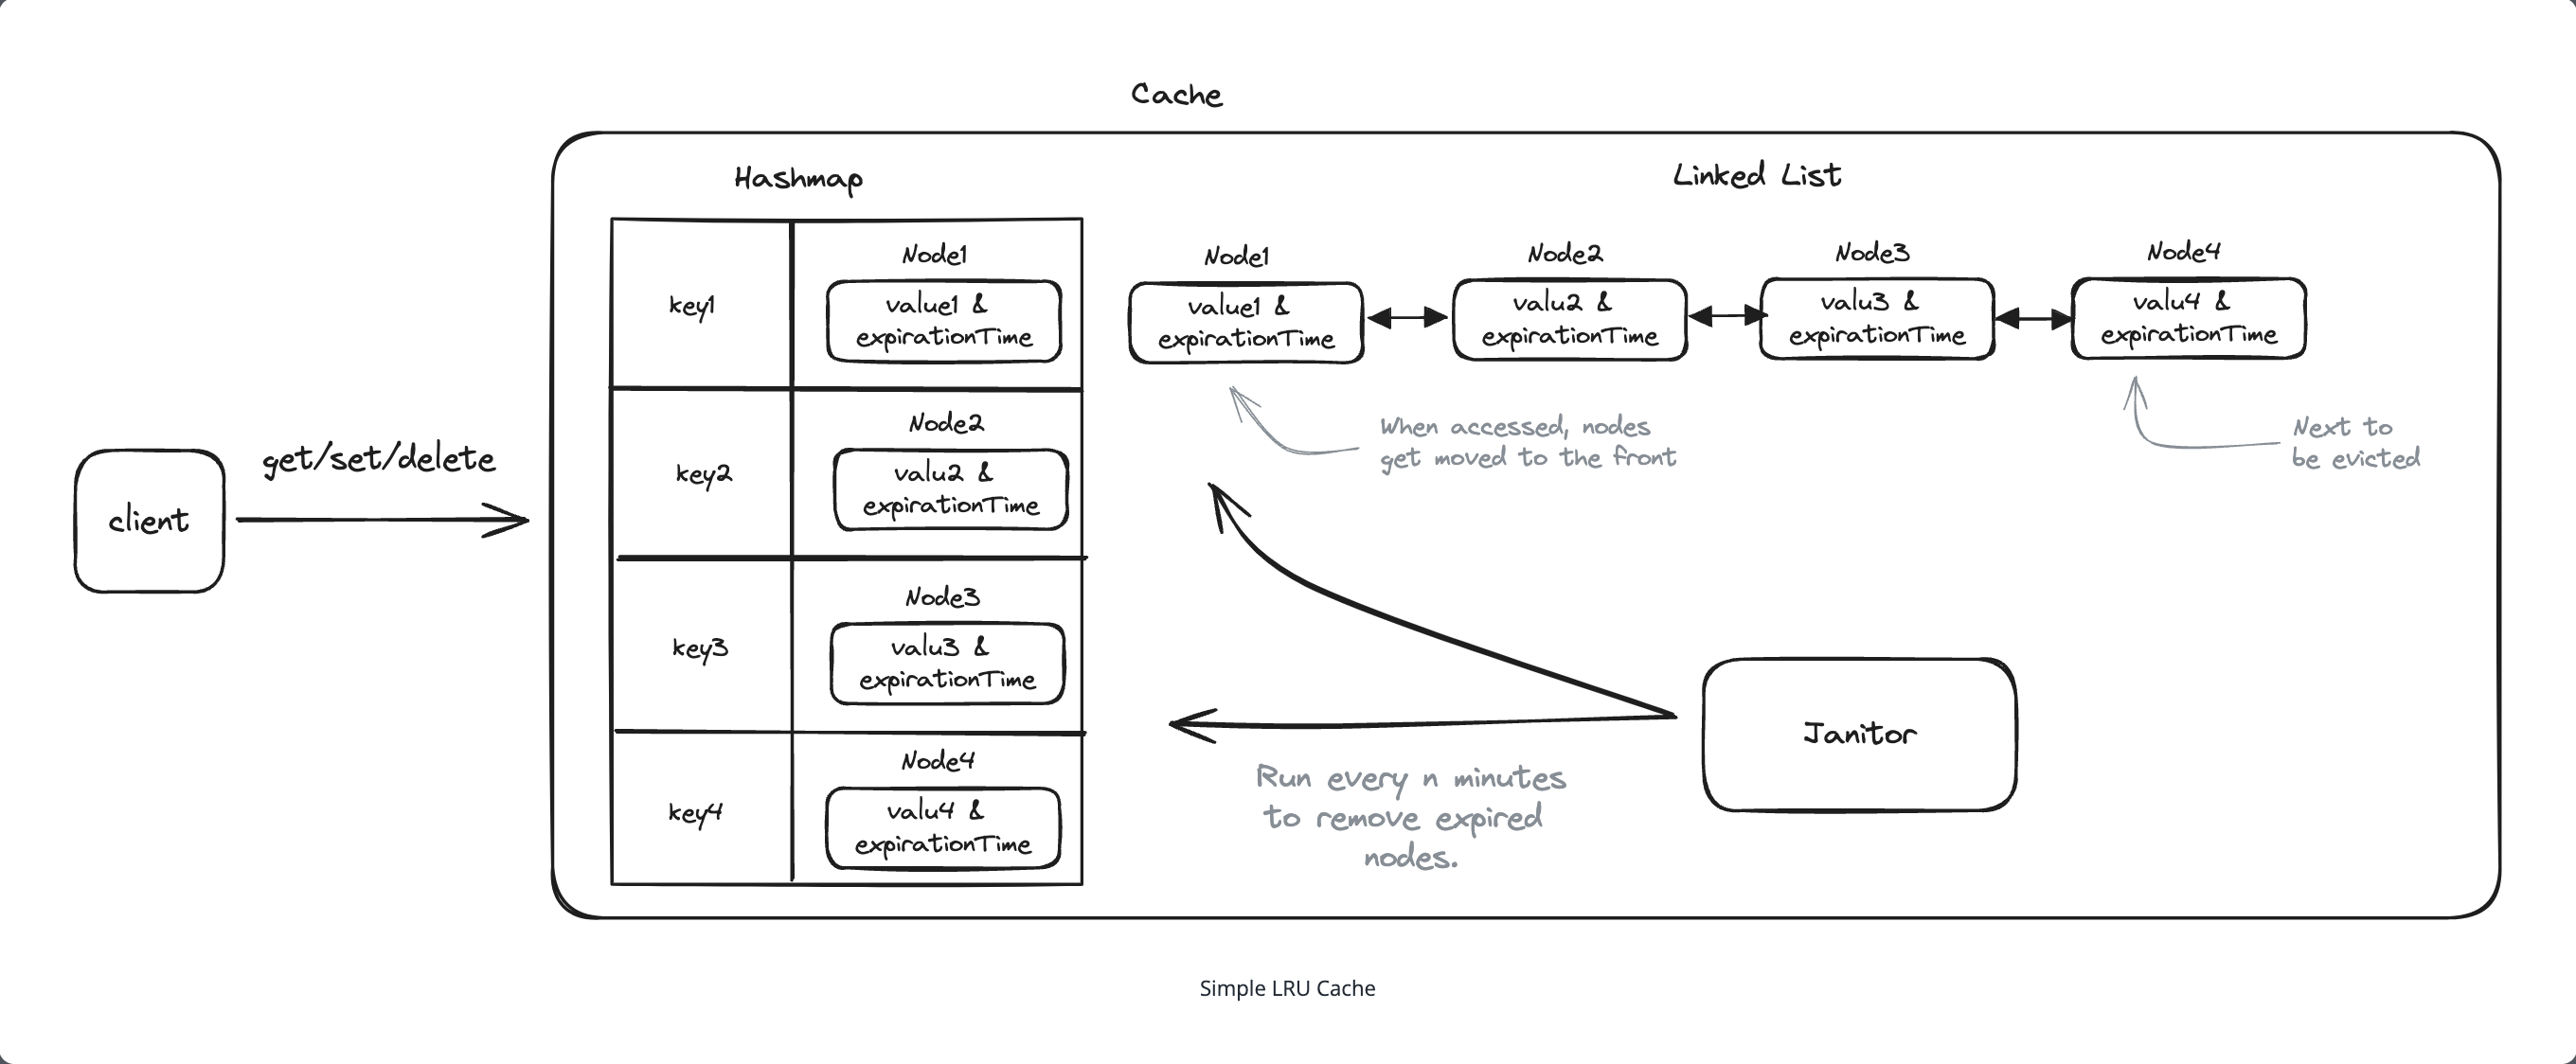 Cache
Hashmap
Linked List
client
get/set/delete
key1
Node1
value1 &
expirationTime
key2
Node2
valu2 &
expirationTime
key3
Node3
valu3 &
expirationTime
key4
Node4
valu4 &
expirationTime
Node1
value1 &
expirationTime
Node2
valu2 &
expirationTime
Node3
valu3 &
expirationTime
Node4
valu4 &
expirationTime
When accessed, nodes
get moved to the front
Next to
be evicted
Janitor
Run every n minutes
to remove expired
nodes.
Simple LRU Cache